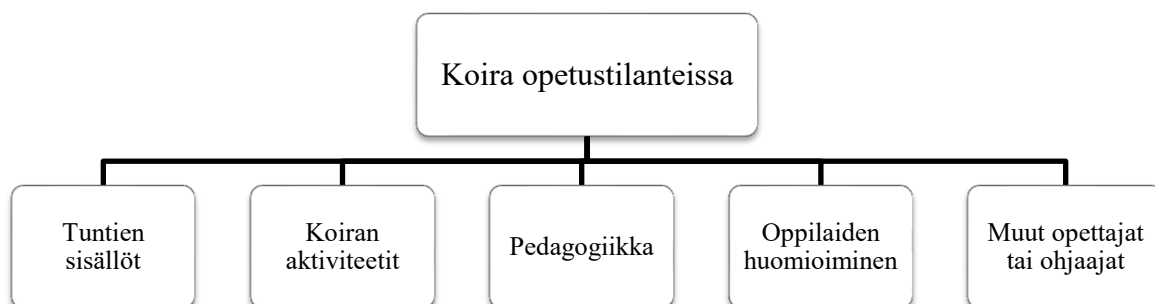 Koira opetustilanteissa
Tuntien
sisällöt
Koiran
aktiviteetit
Pedagogiikka
Oppilaiden
huomioiminen
Muut opettajat
tai ohjaajat